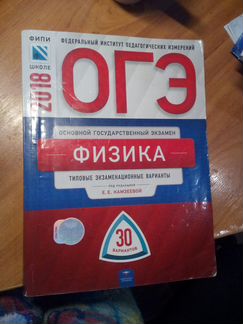 ФИПИ
ШКОЛЕ
ФЕДЕРАЛЬНЫЙ ИНСТИТУТ ПЕДАГОГИЧЕСКИХ ИЗМЕРЕНИЙ
2018
ОГЭ
ОСНОВНОЙ ГОСУДАРСТВЕННЫЙ ЭКЗАМЕН
ФИЗИКА
ТИПОВЫЕ ЭКЗАМЕНАЦИОННЫЕ ВАРИАНТЫ
ПОД РЕДАКЦИЕЙ
Е. Е. КАМЗЕЕВОЙ
30
ВАРИАНТОВ